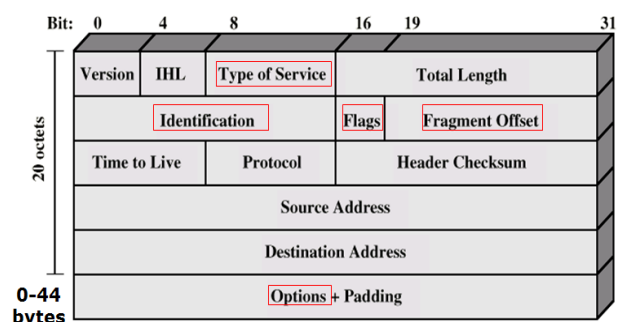 Bit: 0 4 8 16 19 31
Version IHL Type of Service Total Length
Identification Flags Fragment Offset
Time to Live Protocol Header Checksum
Source Address
Destination Address
Options + Padding
20 octets
0-44
bytes